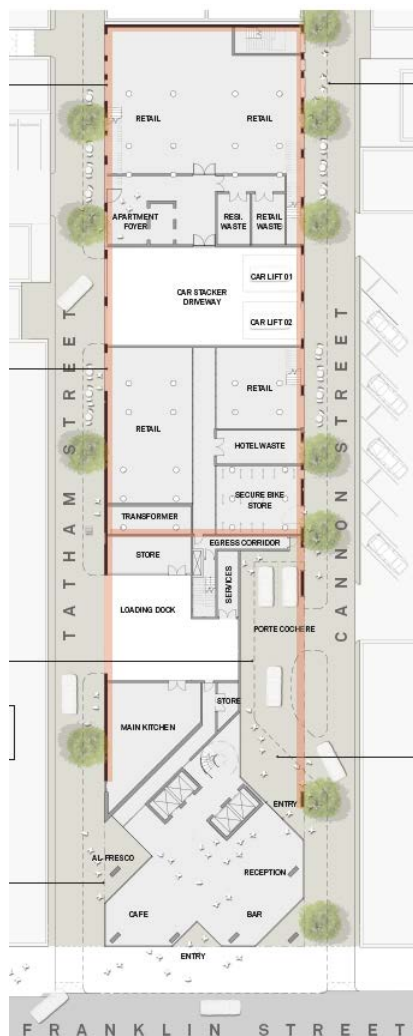 RETAIL
RETAIL
APARTMENT
FOYER
RESI.
WASTE
RETAIL
WASTE
CAR STACKER
DRIVEWAY
CAR LIFT 01
CAR LIFT 02
RETAIL
RETAIL
HOTEL WASTE
SECURE BIKE
STORE
TRANSFORMER
EGRESS CORRIDOR
STORE
SERVICES
LOADING DOCK
PORTE COCHERE
STORE
MAIN KITCHEN
ENTRY
AL FRESCO
RECEPTION
CAFE
BAR
ENTRY
TATHAM STREET
CANNON STREET
FRANKLIN STREET